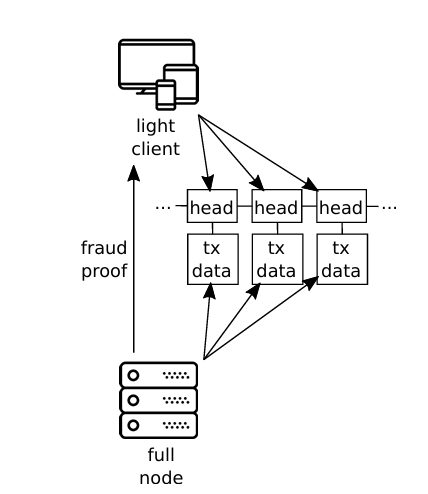 light
client
... head head head ...
fraud
proof
tx tx tx
data data data
full
node